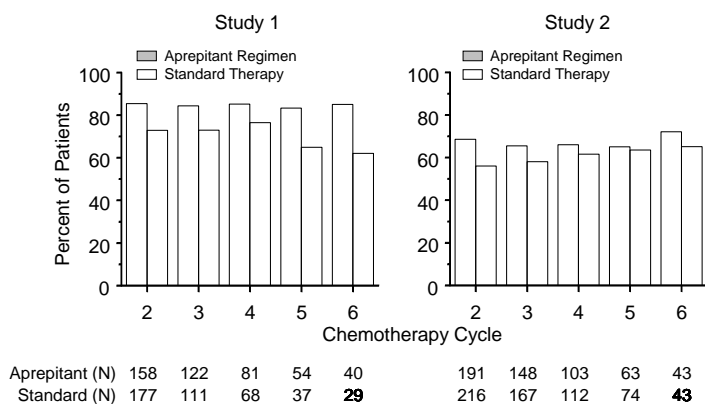 Study 1
Aprepitant Regimen
Standard Therapy
Percent of Patients
100
80
60
40
20
0
2 3 4 5 6
Study 2
Aprepitant Regimen
Standard Therapy
100
80
60
40
20
0
2 3 4 5 6
Chemotherapy Cycle
Aprepitant (N) 158 122 81 54 40 191 148 103 63 43
Standard (N) 177 111 68 37 29 216 167 112 74 43